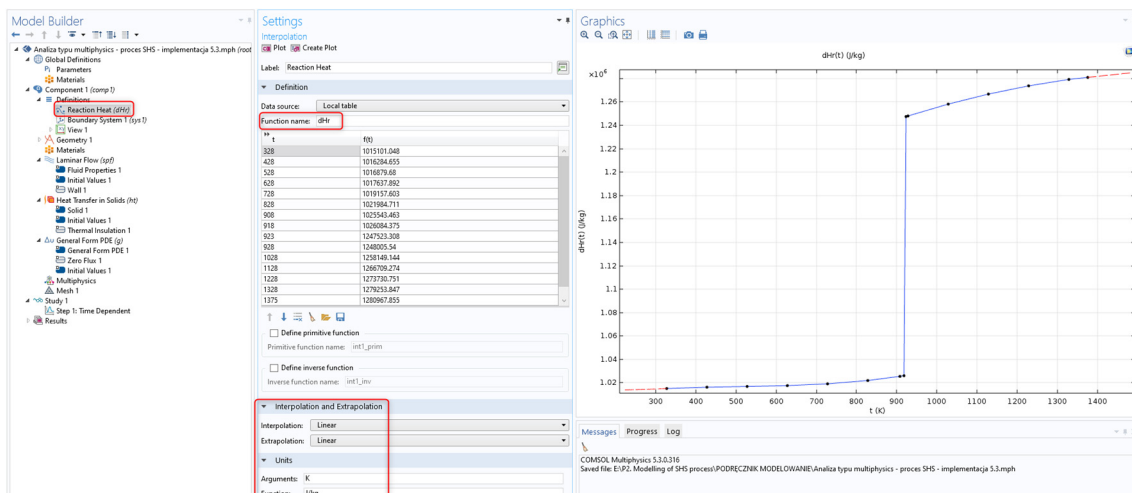 Model Builder
Analiza typu multiphysics - proces SHS - implementacja 5.3.mph (root
Global Definitions
Pi Parameters
Materials
Component 1 (comp1)
Definitions
Reaction Heat (dHr)
Boundary System 1 (sys1)
View 1
Geometry 1
Materials
Laminar Flow (spf)
Fluid Properties 1
Initial Values 1
Wall 1
Heat Transfer in Solids (ht)
Solid 1
Initial Values 1
Thermal Insulation 1
Δu General Form PDE (g)
General Form PDE 1
Zero Flux 1
Initial Values 1
Multiphysics
Mesh 1
Study 1
Step 1: Time Dependent
Results
Settings
Interpolation
Plot Create Plot
Label: Reaction Heat
Definition
Data source: Local table
Function name: dHr
t f(t)
328 1015101.048
428 1016284.655
528 1016879.68
628 1017637.892
728 1019157.603
828 1021984.711
908 1025543.463
918 1026084.375
923 1247523.308
928 1248005.54
1028 1258149.144
1128 1266709.274
1228 1273730.751
1328 1279253.847
1375 1280967.855
Define primitive function
Primitive function name: int1_prim
Define inverse function
Inverse function name: int1_inv
Interpolation and Extrapolation
Interpolation: Linear
Extrapolation: Linear
Units
Arguments: K
Function: J/kg
Graphics
dHr(t) (J/kg)
×10⁶
1.26
1.24
1.22
1.2
1.18
1.16
1.14
1.12
1.1
1.08
1.06
1.04
1.02
dHr(t) (J/kg)
300 400 500 600 700 800 900 1000 1100 1200 1300 1400
t (K)
Messages Progress Log
COMSOL Multiphysics 5.3.0.316
Saved file: E:\P2. Modelling of SHS process\PODRĘCZNIK MODELOWANIE\Analiza typu multiphysics - proces SHS - implementacja 5.3.mph